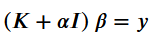 (K + αI) β = y